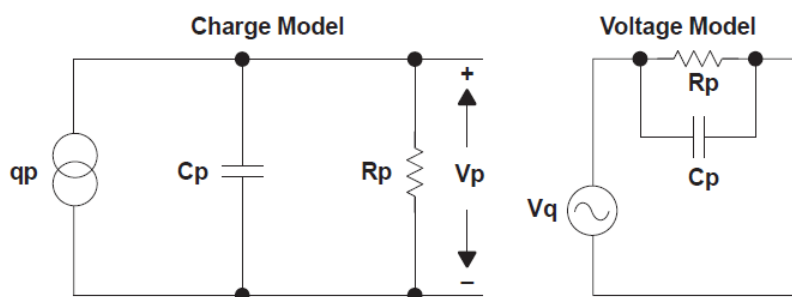 Charge Model
+
qp
Cp
Rp
Vp
−
Voltage Model
Rp
Cp
Vq